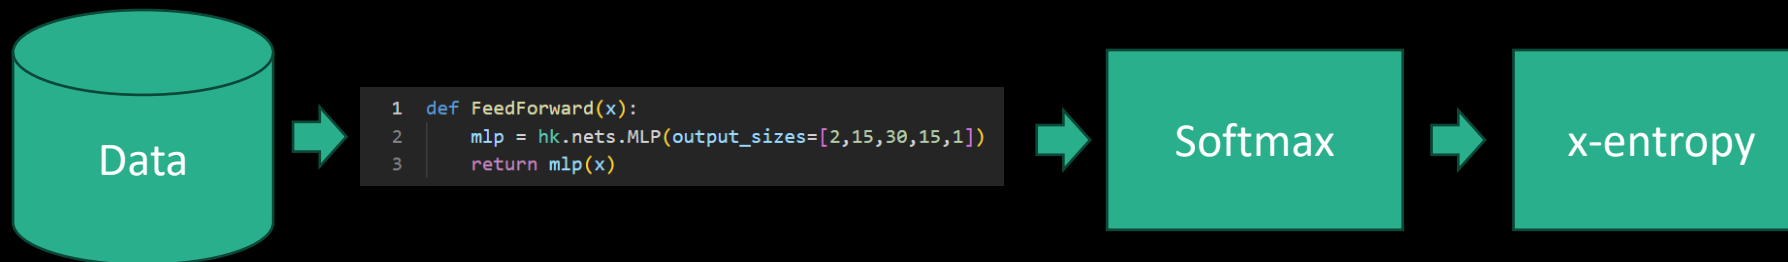 Data
1 def FeedForward(x):
2     mlp = hk.nets.MLP(output_sizes=[2,15,30,15,1])
3     return mlp(x)
Softmax
x-entropy